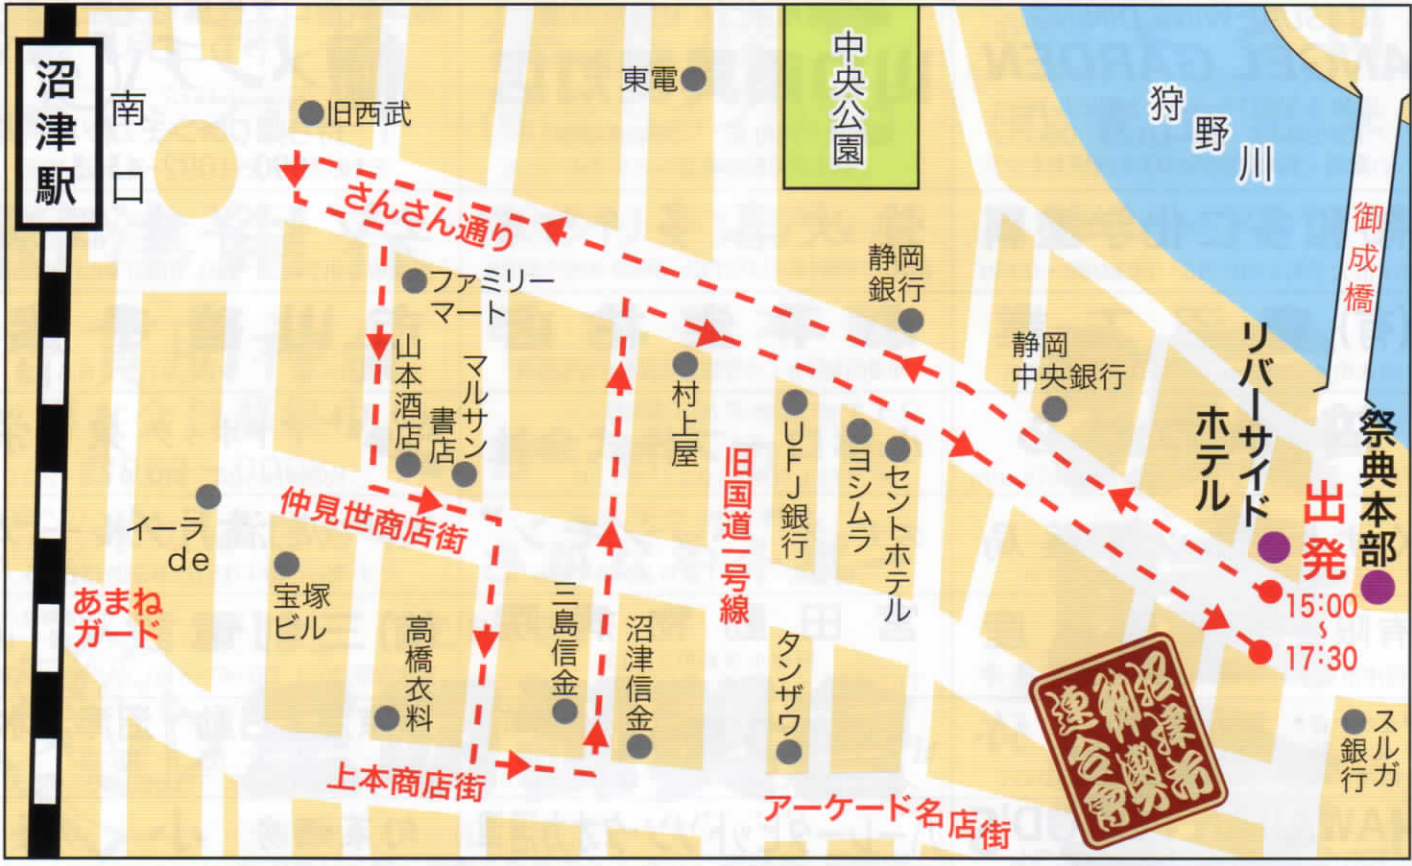 沼津駅
南口
旧西武
東電
中央公園
狩野川
御成橋
さんさん通り
ファミリー
マート
静岡
銀行
静岡
中央銀行
山本酒店
マルサン
書店
村上屋
UFJ銀行
ヨシムラ
セントホテル
リバーサイド
ホテル
祭典本部
出発
15:00
~
17:30
旧国道一号線
仲見世商店街
イーラ
de
宝塚
ビル
あまね
ガード
高橋衣料
三島信金
沼津信金
タンザワ
上本商店街
アーケード名店街
スルガ
銀行
沼津市
御輿
連合會